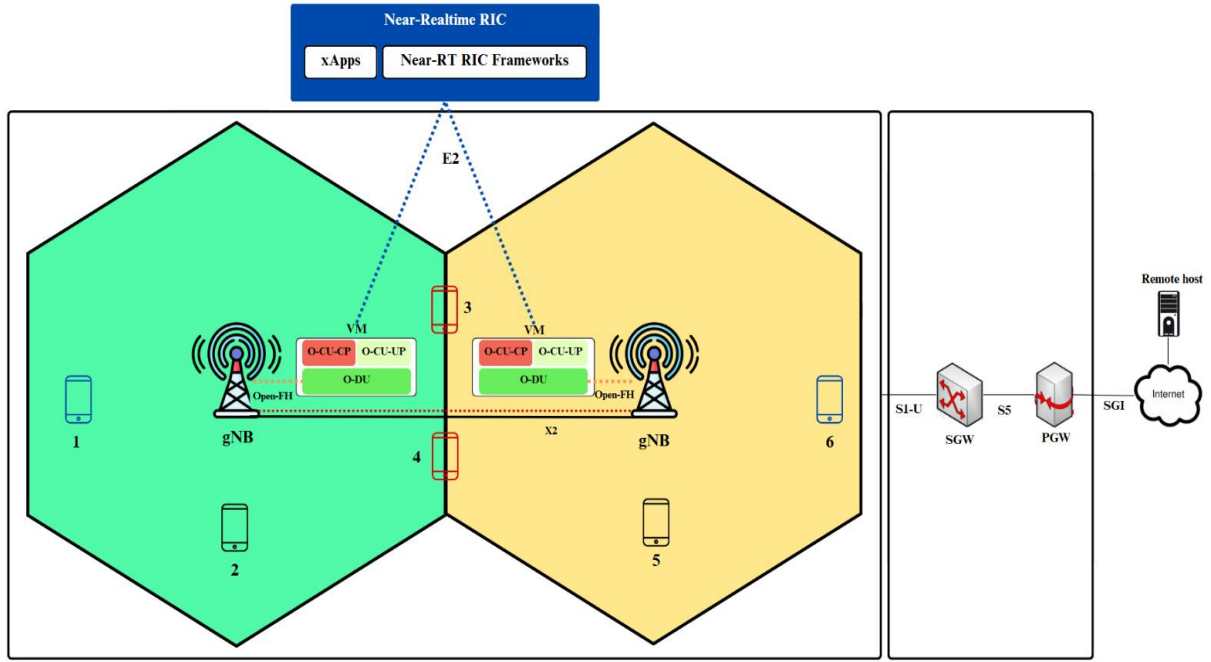 Near-Realtime RIC
xApps
Near-RT RIC Frameworks
E2
3
VM
O-CU-CP
O-CU-UP
O-DU
Open-FH
VM
O-CU-CP
O-CU-UP
O-DU
Open-FH
X2
gNB
gNB
1
4
6
2
5
S1-U
SGW
S5
PGW
SGI
Internet
Remote host